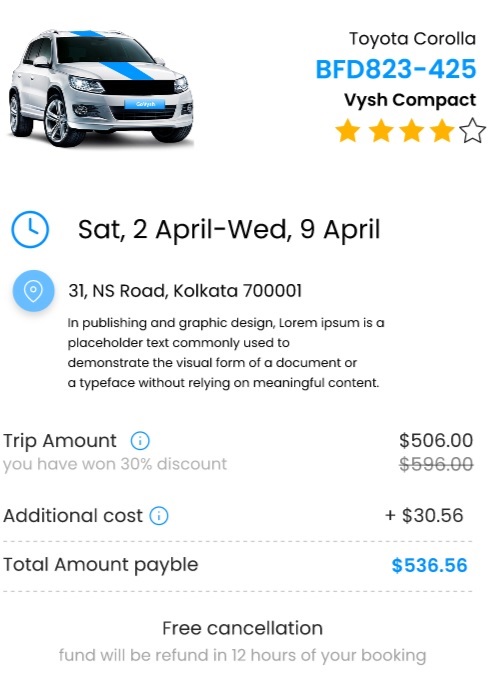 Toyota Corolla
BFD823-425
Vysh Compact
GoVysh
Sat, 2 April-Wed, 9 April
31, NS Road, Kolkata 700001
In publishing and graphic design, Lorem ipsum is a
placeholder text commonly used to
demonstrate the visual form of a document or
a typeface without relying on meaningful content.
Trip Amount $506.00
you have won 30% discount $596.00
Additional cost + $30.56
Total Amount payble $536.56
Free cancellation
fund will be refund in 12 hours of your booking